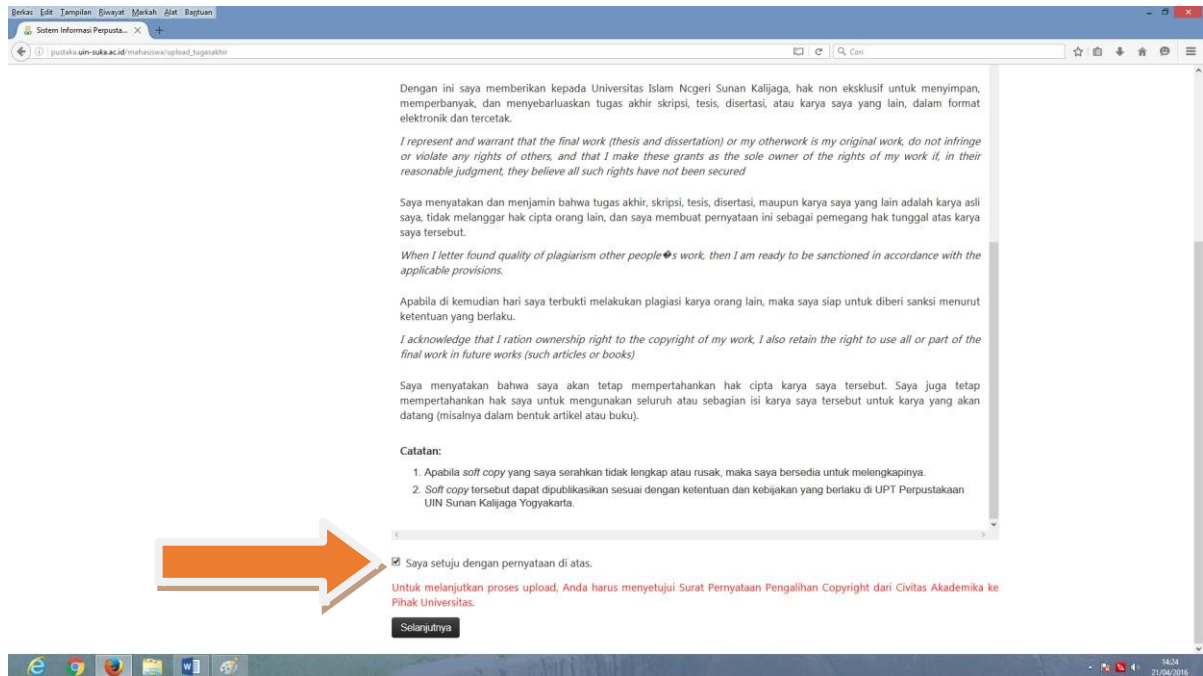 Berkas Edit Tampilan Riwayat Markah Alat Bantuan
Sistem Informasi Perpusta...
pustaka.uin-suka.ac.id/mahasiswa/upload_tugasakhir
Cari
Dengan ini saya memberikan kepada Universitas Islam Negeri Sunan Kalijaga, hak non eksklusif untuk menyimpan,
memperbanyak, dan menyebarluaskan tugas akhir skripsi, tesis, disertasi, atau karya saya yang lain, dalam format
elektronik dan tercetak.
I represent and warrant that the final work (thesis and dissertation) or my otherwork is my original work, do not infringe
or violate any rights of others, and that I make these grants as the sole owner of the rights of my work if, in their
reasonable judgment, they believe all such rights have not been secured
Saya menyatakan dan menjamin bahwa tugas akhir, skripsi, tesis, disertasi, maupun karya saya yang lain adalah karya asli
saya, tidak melanggar hak cipta orang lain, dan saya membuat pernyataan ini sebagai pemegang hak tunggal atas karya
saya tersebut.
When I letter found quality of plagiarism other people�s work, then I am ready to be sanctioned in accordance with the
applicable provisions.
Apabila di kemudian hari saya terbukti melakukan plagiasi karya orang lain, maka saya siap untuk diberi sanksi menurut
ketentuan yang berlaku.
I acknowledge that I ration ownership right to the copyright of my work, I also retain the right to use all or part of the
final work in future works (such articles or books)
Saya menyatakan bahwa saya akan tetap mempertahankan hak cipta karya saya tersebut. Saya juga tetap
mempertahankan hak saya untuk mengunakan seluruh atau sebagian isi karya saya tersebut untuk karya yang akan
datang (misalnya dalam bentuk artikel atau buku).
Catatan:
1. Apabila soft copy yang saya serahkan tidak lengkap atau rusak, maka saya bersedia untuk melengkapinya.
2. Soft copy tersebut dapat dipublikasikan sesuai dengan ketentuan dan kebijakan yang berlaku di UPT Perpustakaan
UIN Sunan Kalijaga Yogyakarta.
Saya setuju dengan pernyataan di atas.
Untuk melanjutkan proses upload, Anda harus menyetujui Surat Pernyataan Pengalihan Copyright dari Civitas Akademika ke
Pihak Universitas.
Selanjutnya
14:24
21/04/2016